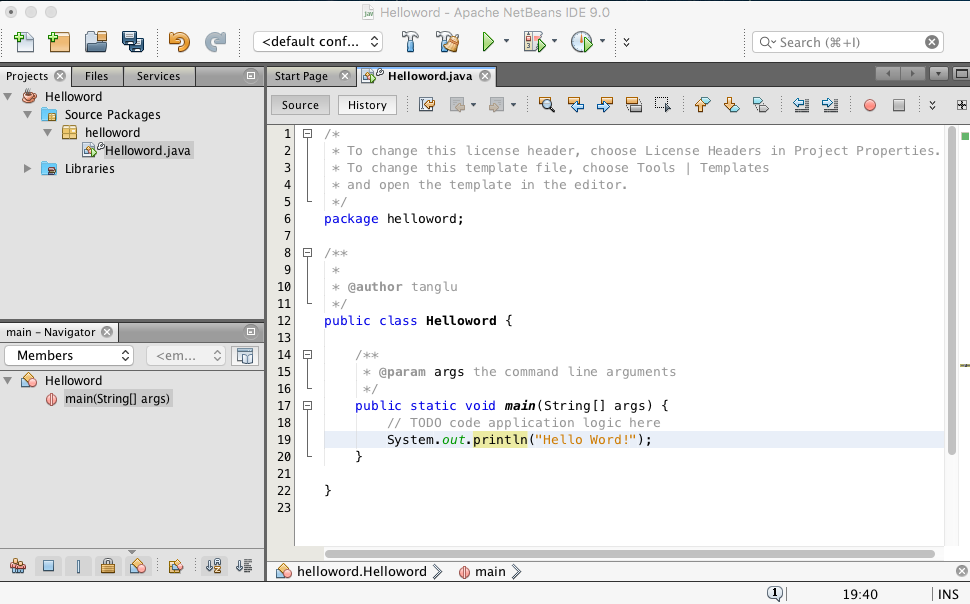 Helloword - Apache NetBeans IDE 9.0
<default conf...
Search (⌘+I)
Projects Files Services
Helloword
Source Packages
helloword
Helloword.java
Libraries
main - Navigator
Members <em...
Helloword
main(String[] args)
Start Page Helloword.java
Source History
1 /*
2 * To change this license header, choose License Headers in Project Properties.
3 * To change this template file, choose Tools | Templates
4 * and open the template in the editor.
5 */
6 package helloword;
7
8 /**
9 *
10 * @author tanglu
11 */
12 public class Helloword {
13
14 /**
15 * @param args the command line arguments
16 */
17 public static void main(String[] args) {
18 // TODO code application logic here
19 System.out.println("Hello Word!");
20 }
21
22 }
23
helloword.Helloword main
1 19:40 INS